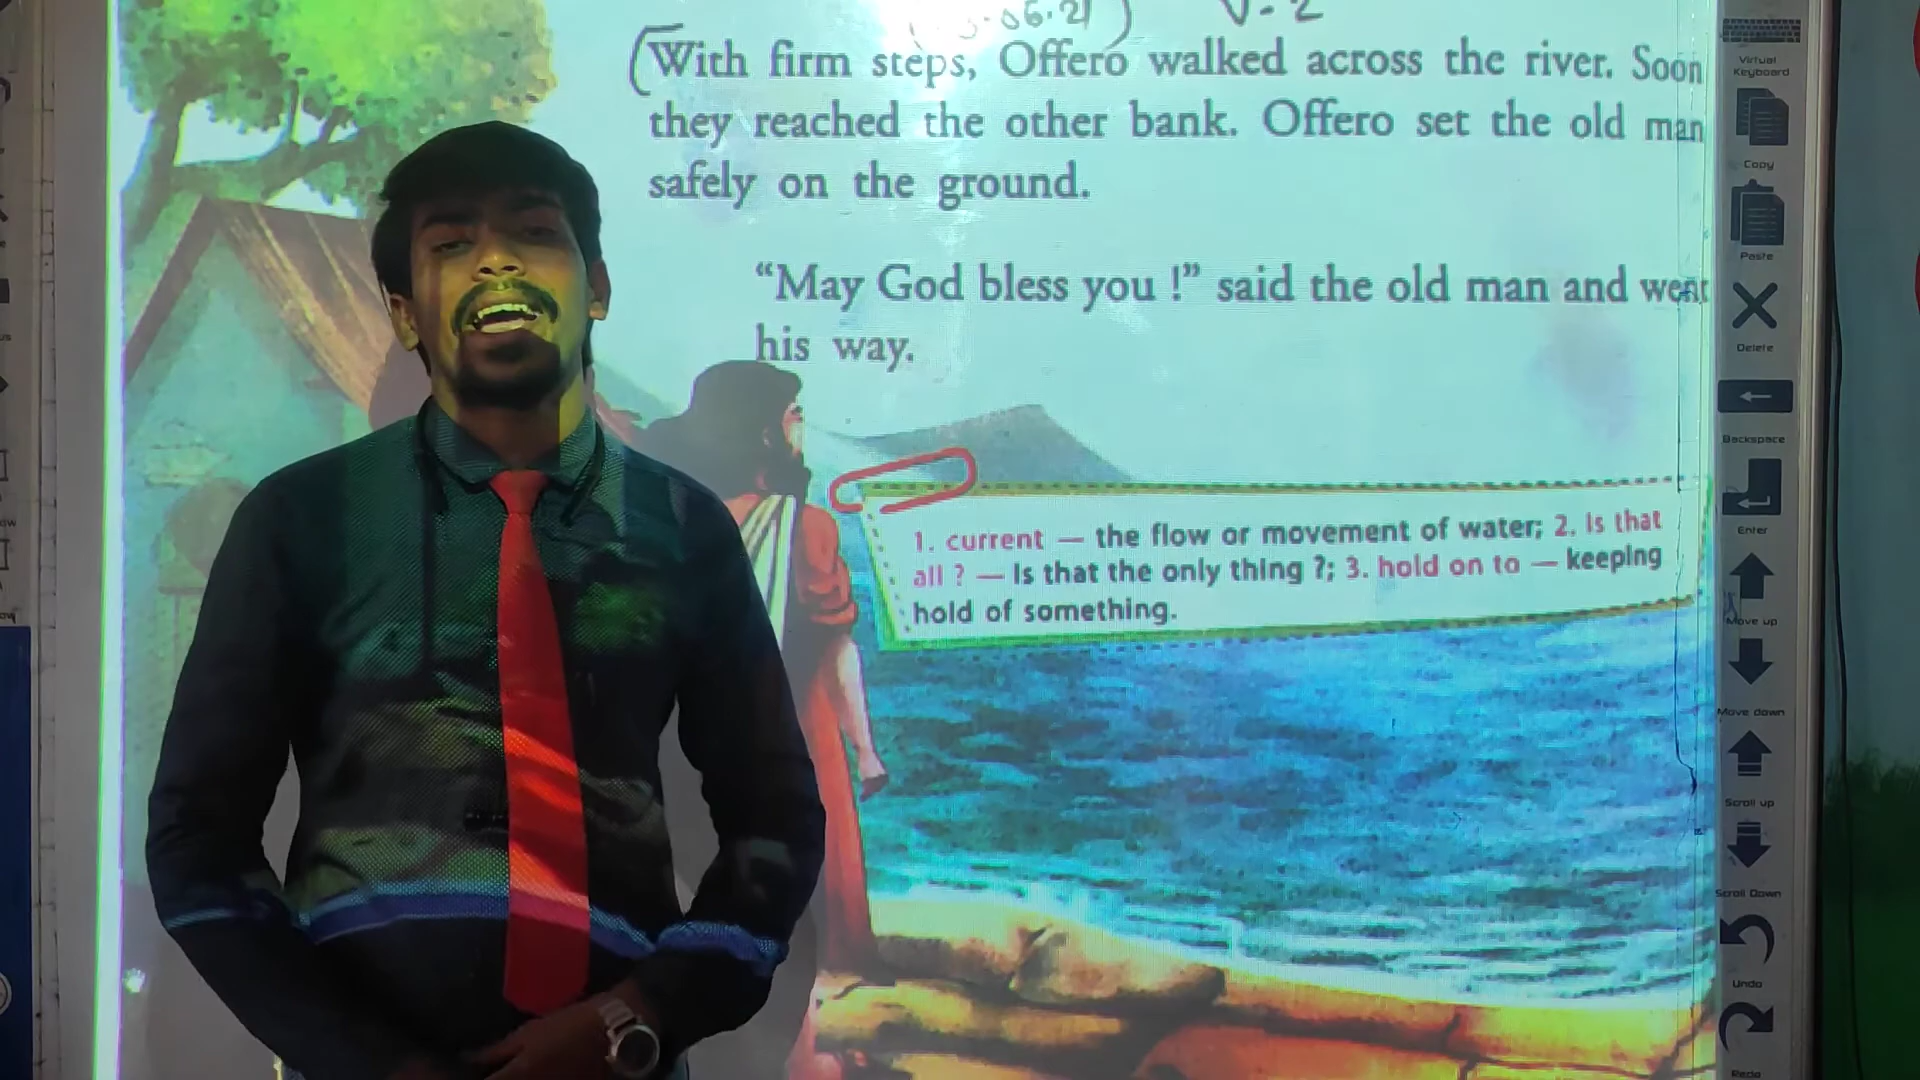 06.21) V-2
With firm steps, Offero walked across the river. Soon
they reached the other bank. Offero set the old man
safely on the ground.
“May God bless you !” said the old man and went
his way.
1. current — the flow or movement of water; 2. Is that
all ? — Is that the only thing ?; 3. hold on to — keeping
hold of something.
Virtual
Keyboard
Copy
Paste
Delete
Backspace
Enter
Move up
Move down
Scroll up
Scroll Down
Undo
Redo